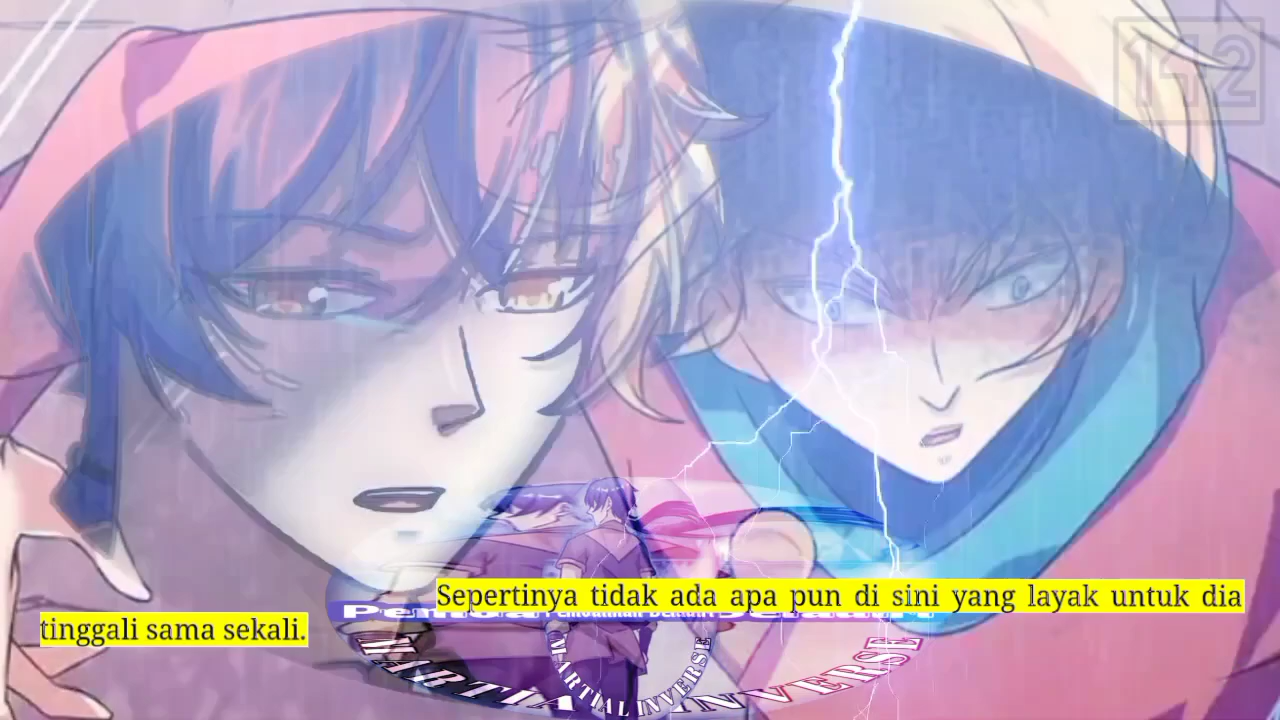 142
Sepertinya tidak ada apa pun di sini yang layak untuk dia
tinggali sama sekali.
MARTIAL INVERSE
MARTIAL INVERSE